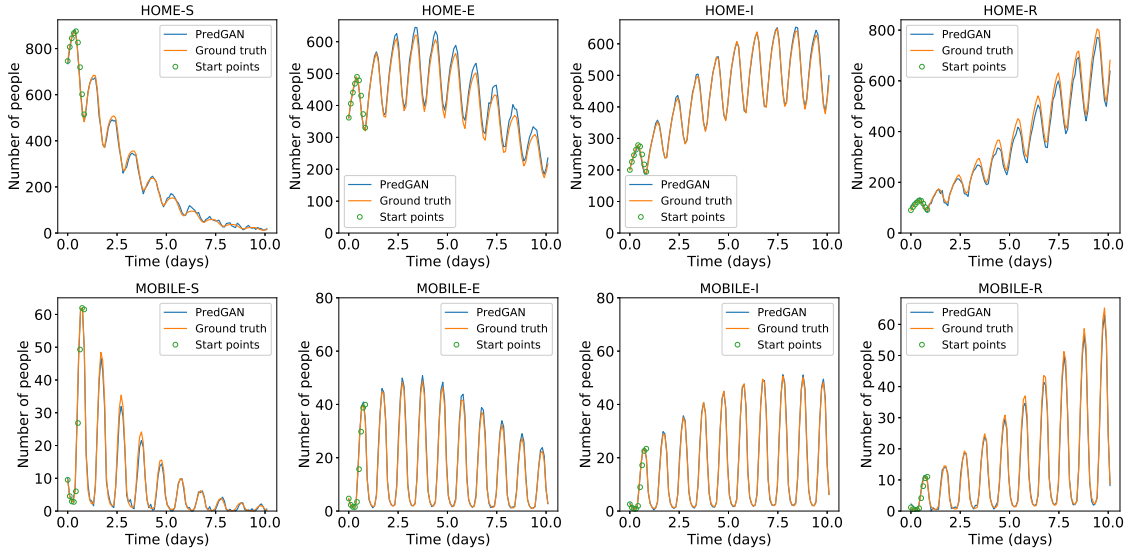 HOME-S
Number of people
800
600
400
200
0
0.0 2.5 5.0 7.5 10.0
Time (days)
PredGAN
Ground truth
Start points
HOME-E
Number of people
600
500
400
300
200
100
0
0.0 2.5 5.0 7.5 10.0
Time (days)
PredGAN
Ground truth
Start points
HOME-I
Number of people
600
500
400
300
200
100
0
0.0 2.5 5.0 7.5 10.0
Time (days)
PredGAN
Ground truth
Start points
HOME-R
Number of people
800
600
400
200
0
0.0 2.5 5.0 7.5 10.0
Time (days)
PredGAN
Ground truth
Start points
MOBILE-S
Number of people
60
50
40
30
20
10
0
0.0 2.5 5.0 7.5 10.0
Time (days)
PredGAN
Ground truth
Start points
MOBILE-E
Number of people
80
60
40
20
0
0.0 2.5 5.0 7.5 10.0
Time (days)
PredGAN
Ground truth
Start points
MOBILE-I
Number of people
80
60
40
20
0
0.0 2.5 5.0 7.5 10.0
Time (days)
PredGAN
Ground truth
Start points
MOBILE-R
Number of people
60
50
40
30
20
10
0
0.0 2.5 5.0 7.5 10.0
Time (days)
PredGAN
Ground truth
Start points